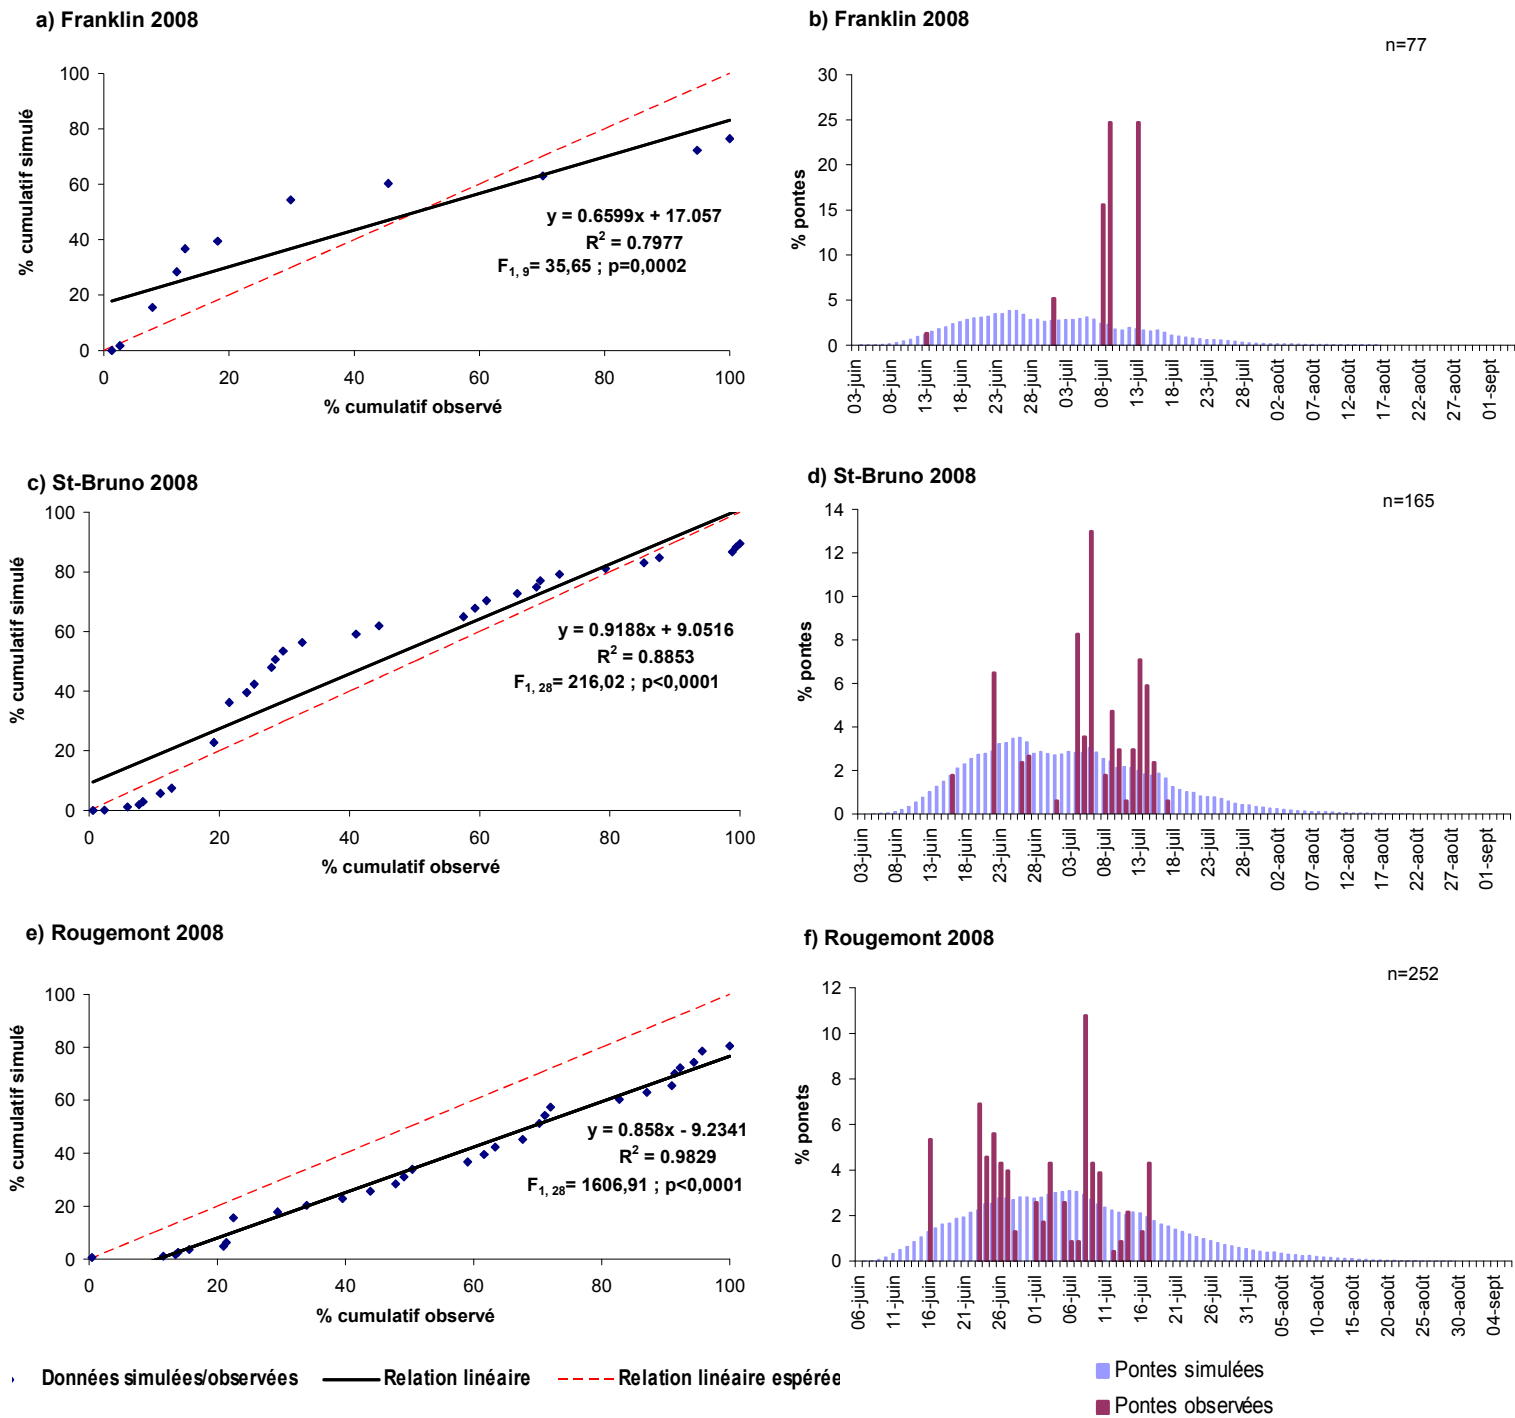 a) Franklin 2008
100
80
60
40
20
0
% cumulatif simulé
y = 0.6599x + 17.057
R² = 0.7977
F1, 9= 35,65 ; p=0,0002
0 20 40 60 80 100
% cumulatif observé
b) Franklin 2008
n=77
30
25
20
15
10
5
0
% pontes
03-juin 08-juin 13-juin 18-juin 23-juin 28-juin 03-juil 08-juil 13-juil 18-juil 23-juil 28-juil 02-août 07-août 12-août 17-août 22-août 27-août 01-sept
c) St-Bruno 2008
100
80
60
40
20
0
% cumulatif simulé
y = 0.9188x + 9.0516
R² = 0.8853
F1, 28= 216,02 ; p<0,0001
0 20 40 60 80 100
% cumulatif observé
d) St-Bruno 2008
n=165
14
12
10
8
6
4
2
0
% pontes
03-juin 08-juin 13-juin 18-juin 23-juin 28-juin 03-juil 08-juil 13-juil 18-juil 23-juil 28-juil 02-août 07-août 12-août 17-août 22-août 27-août 01-sept
e) Rougemont 2008
100
80
60
40
20
0
% cumulatif simulé
y = 0.858x - 9.2341
R² = 0.9829
F1, 28= 1606,91 ; p<0,0001
0 20 40 60 80 100
% cumulatif observé
f) Rougemont 2008
n=252
12
10
8
6
4
2
0
% ponets
06-juin 11-juin 16-juin 21-juin 26-juin 01-juil 06-juil 11-juil 16-juil 21-juil 26-juil 31-juil 05-août 10-août 15-août 20-août 25-août 30-août 04-sept
Données simulées/observées Relation linéaire Relation linéaire espérée
Pontes simulées
Pontes observées